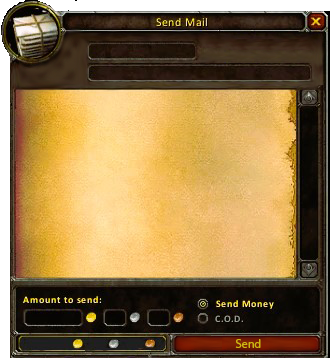 Send Mail
Amount to send:
Send Money
C.O.D.
Send